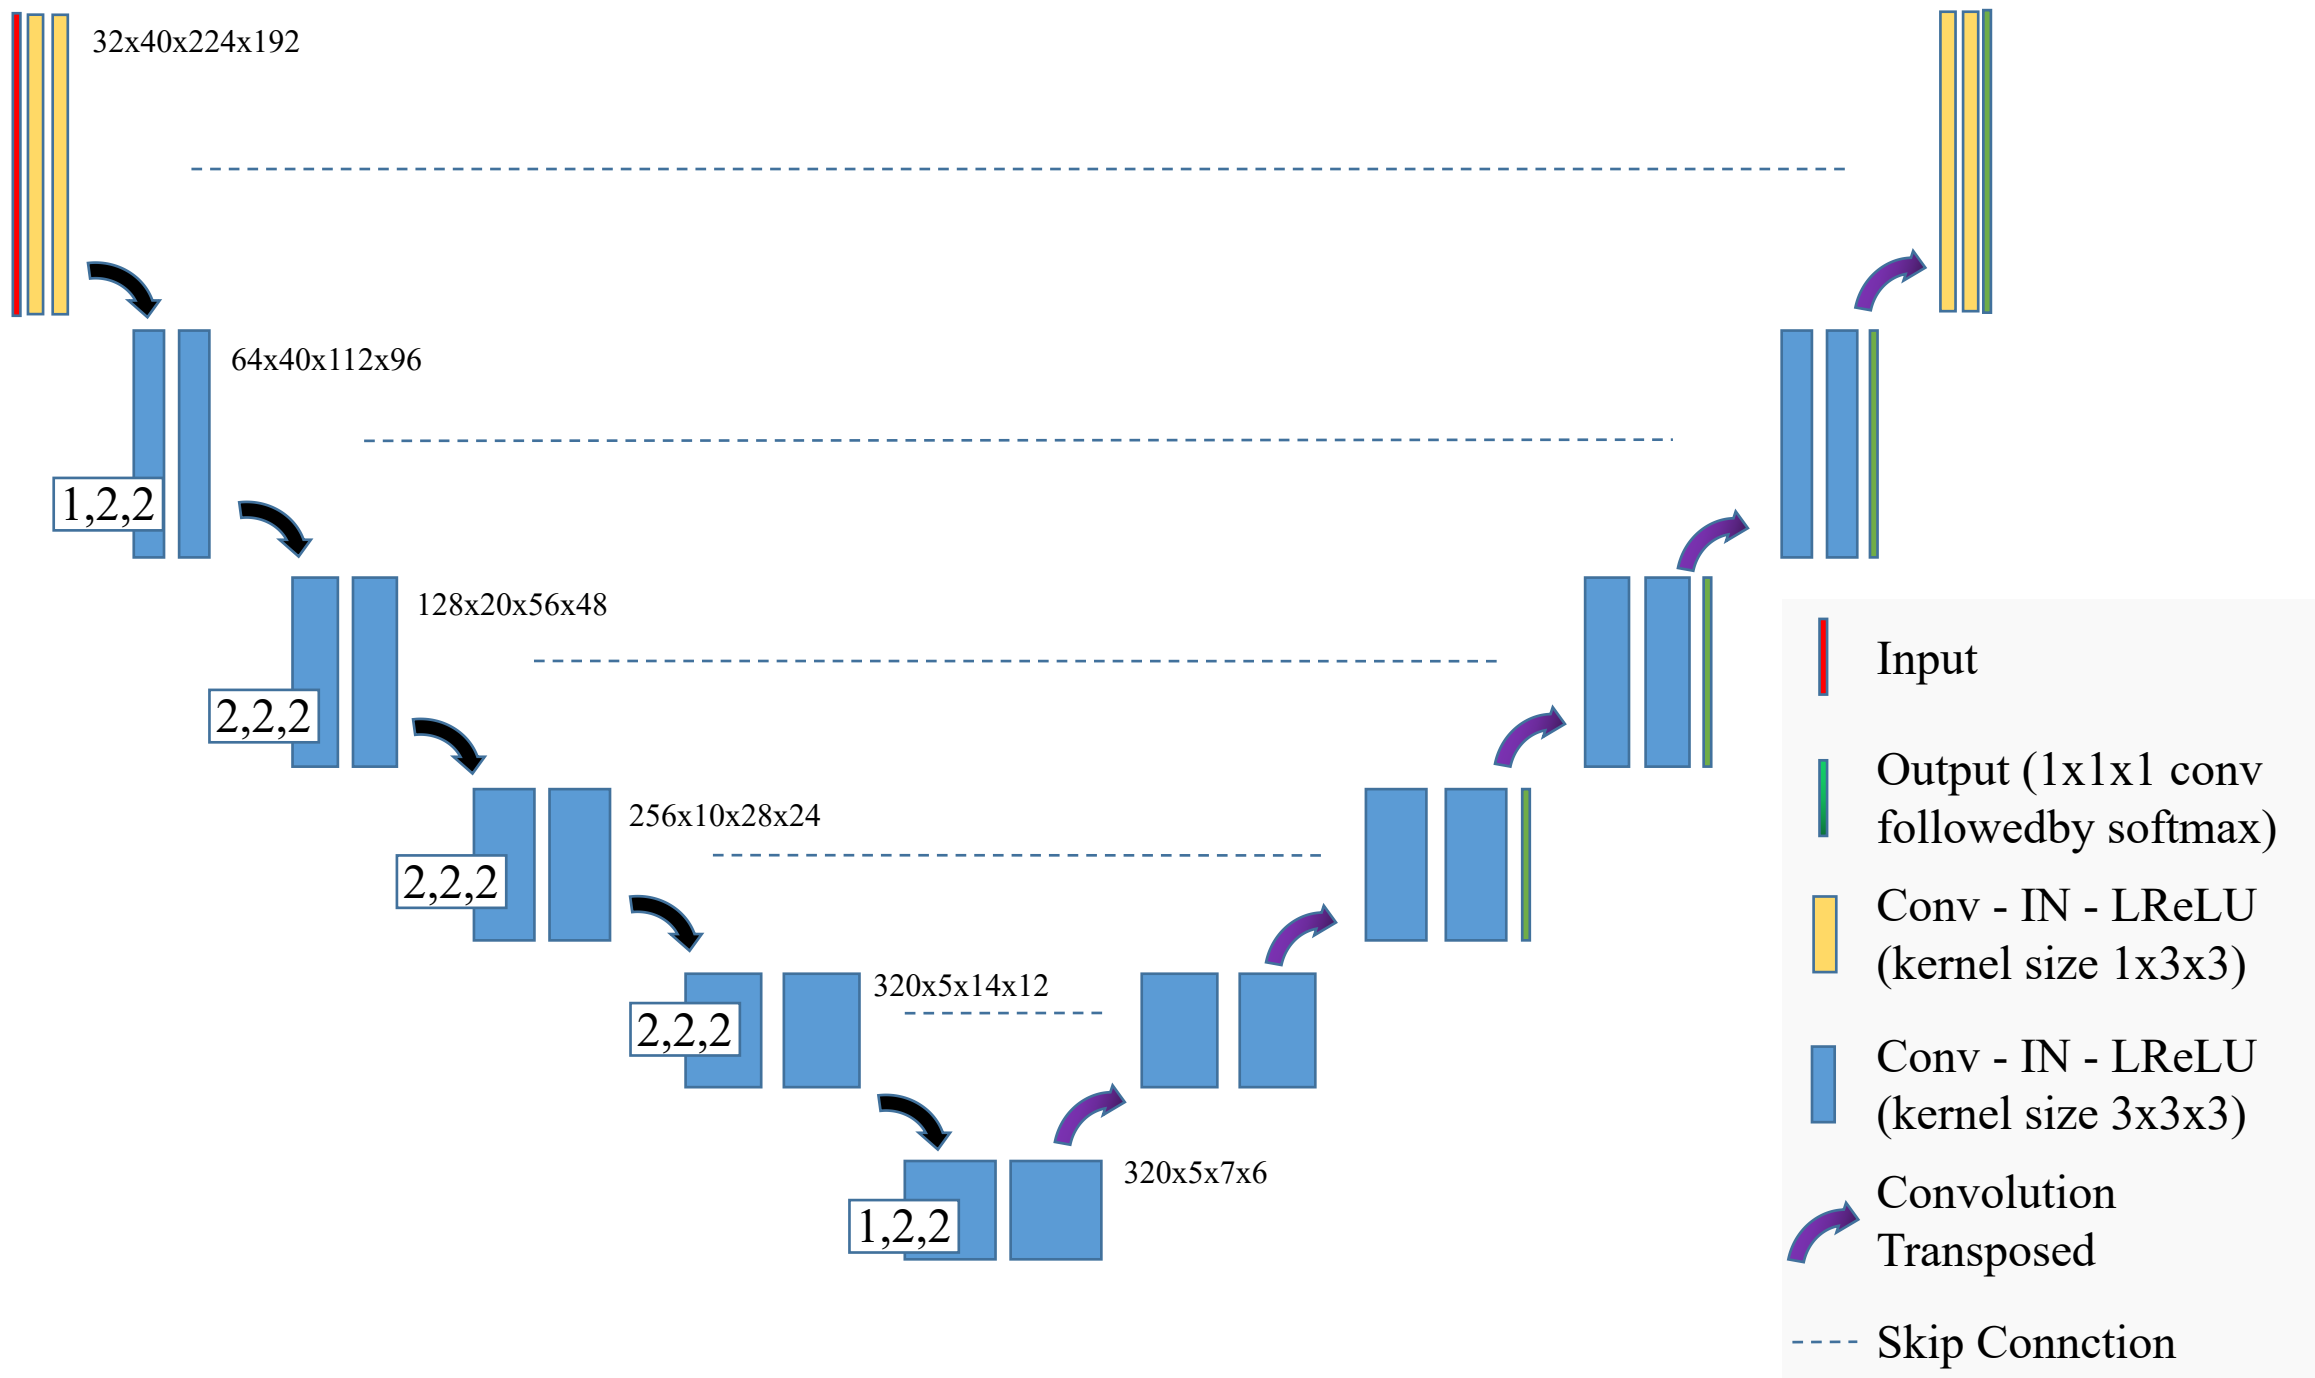 32x40x224x192
64x40x112x96
1,2,2
128x20x56x48
2,2,2
256x10x28x24
2,2,2
320x5x14x12
2,2,2
320x5x7x6
1,2,2
Input
Output (1x1x1 conv
followedby softmax)
Conv - IN - LReLU
(kernel size 1x3x3)
Conv - IN - LReLU
(kernel size 3x3x3)
Convolution
Transposed
Skip Connction